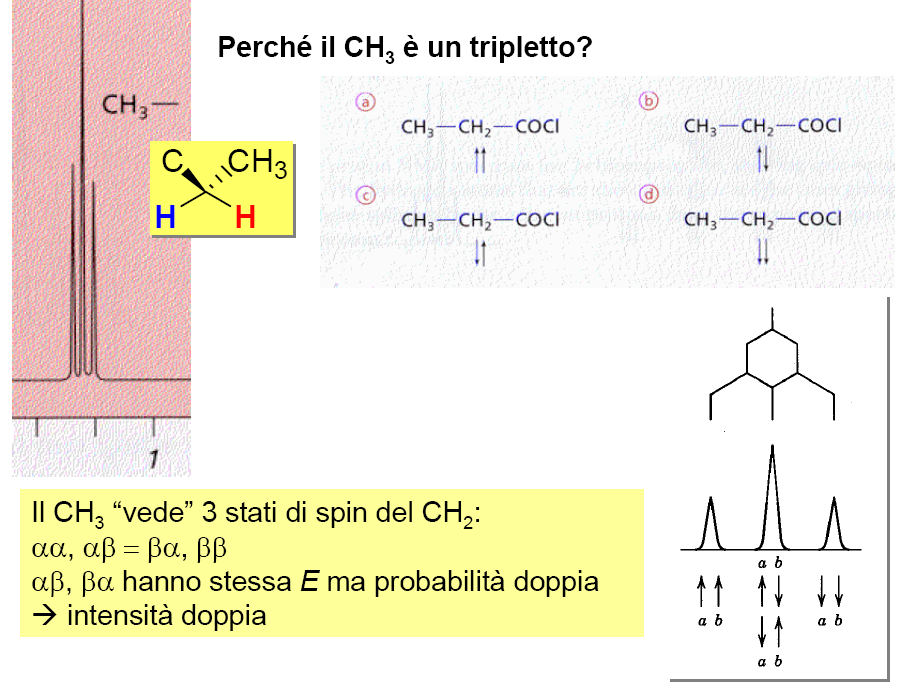 Perché il CH3 è un tripletto?
CH3—
C CH3
H H
1
a b
CH3—CH2—COCl CH3—CH2—COCl
↑↑ ↑↓
c d
CH3—CH2—COCl CH3—CH2—COCl
↓↑ ↓↓
a b
↑↑ ↑↓ ↓↓
a b a b
↓↑
a b
Il CH3 “vede” 3 stati di spin del CH2:
αα, αβ = βα, ββ
αβ, βα hanno stessa E ma probabilità doppia
→ intensità doppia